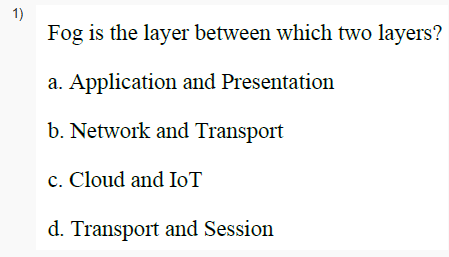 1)
Fog is the layer between which two layers?
a. Application and Presentation
b. Network and Transport
c. Cloud and IoT
d. Transport and Session